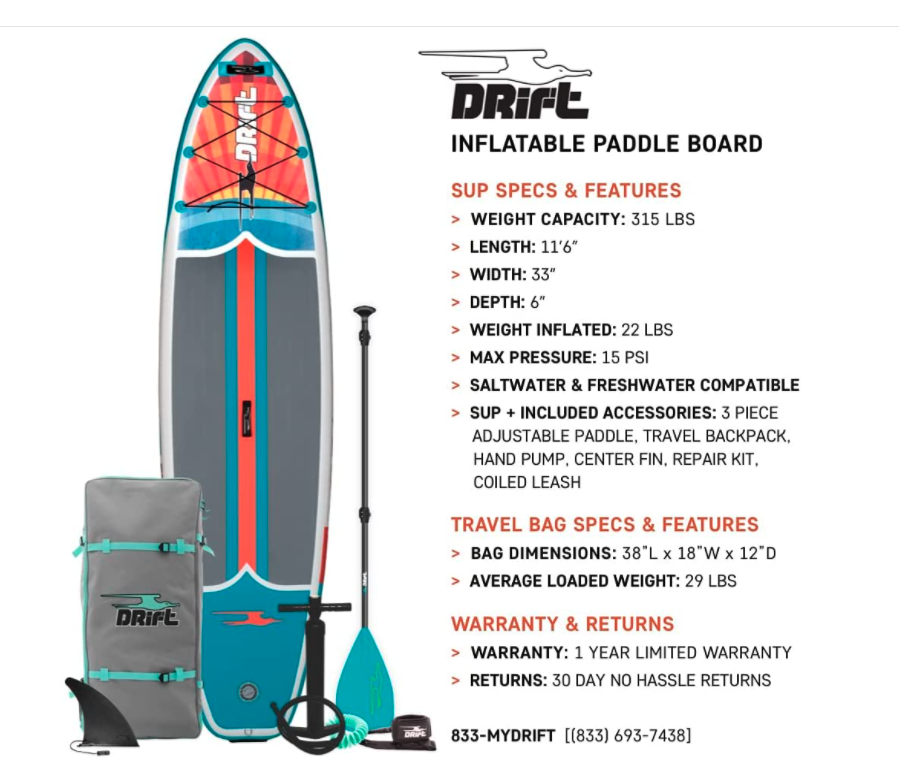 DRift
DRift
INFLATABLE PADDLE BOARD
SUP SPECS & FEATURES
> WEIGHT CAPACITY: 315 LBS
> LENGTH: 11'6"
> WIDTH: 33"
> DEPTH: 6"
> WEIGHT INFLATED: 22 LBS
> MAX PRESSURE: 15 PSI
> SALTWATER & FRESHWATER COMPATIBLE
> SUP + INCLUDED ACCESSORIES: 3 PIECE
ADJUSTABLE PADDLE, TRAVEL BACKPACK,
HAND PUMP, CENTER FIN, REPAIR KIT,
COILED LEASH
TRAVEL BAG SPECS & FEATURES
> BAG DIMENSIONS: 38"L x 18"W x 12"D
> AVERAGE LOADED WEIGHT: 29 LBS
DRift
WARRANTY & RETURNS
> WARRANTY: 1 YEAR LIMITED WARRANTY
> RETURNS: 30 DAY NO HASSLE RETURNS
833-MYDRIFT [(833) 693-7438]